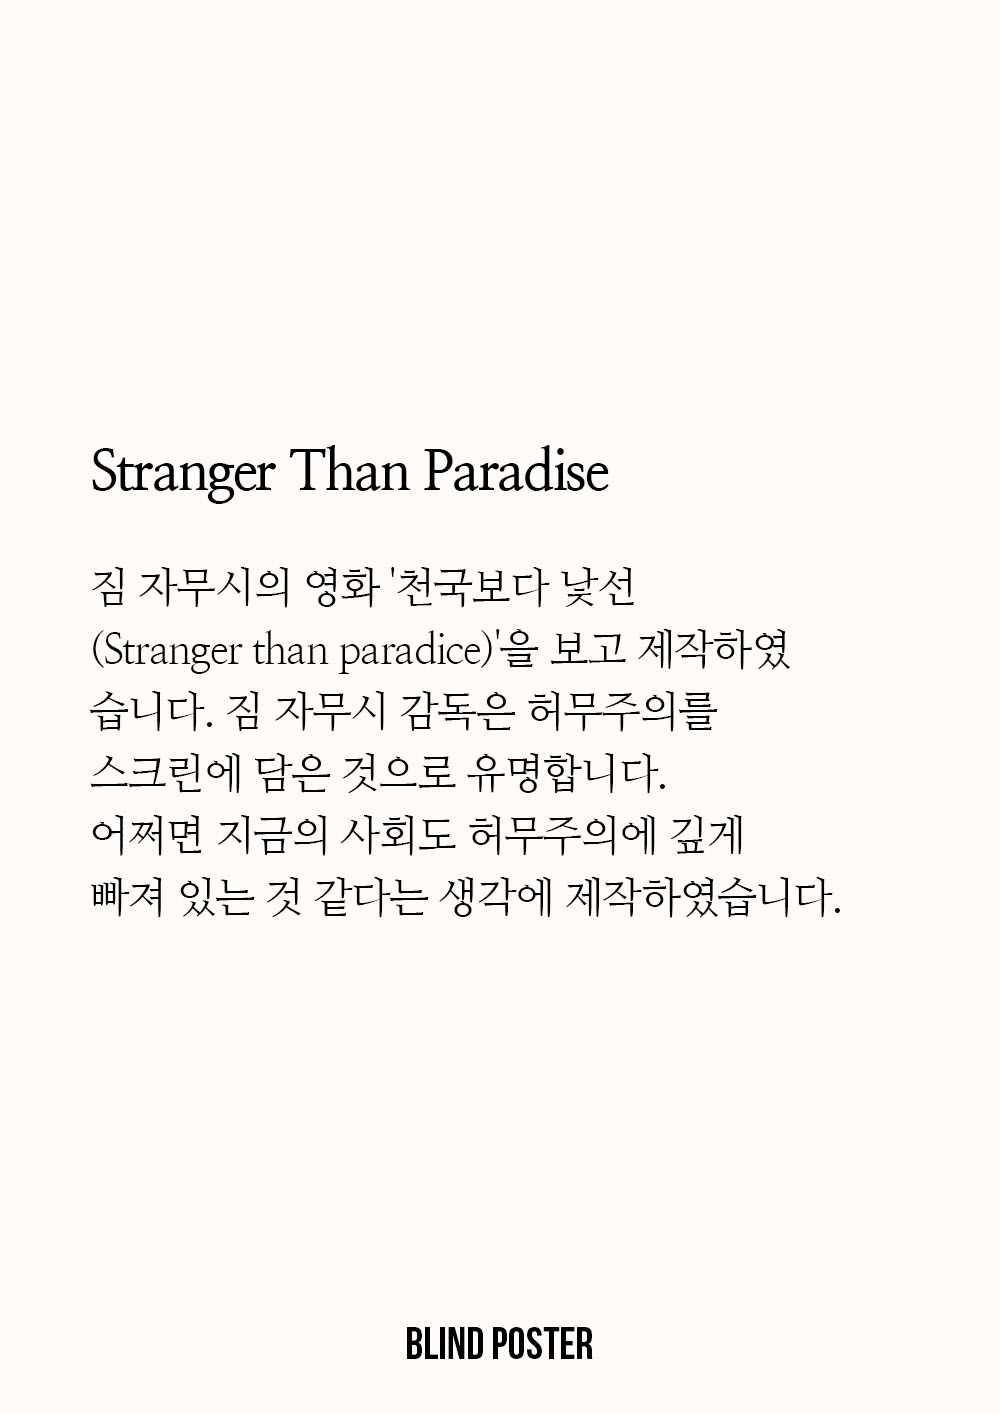 Stranger Than Paradise
짐 자무시의 영화 '천국보다 낯선
(Stranger than paradice)'을 보고 제작하였
습니다. 짐 자무시 감독은 허무주의를
스크린에 담은 것으로 유명합니다.
어쩌면 지금의 사회도 허무주의에 깊게
빠져 있는 것 같다는 생각에 제작하였습니다.
BLIND POSTER